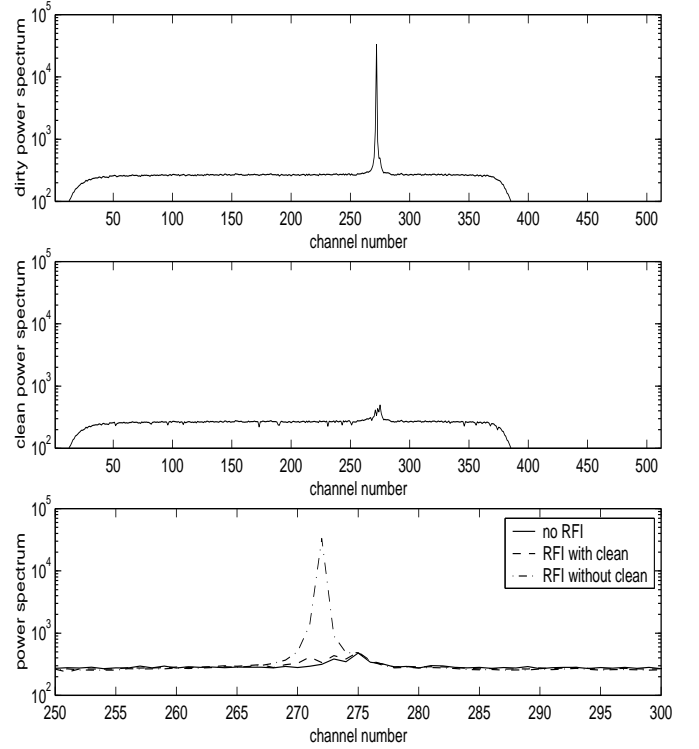 10^5
10^4
10^3
10^2
dirty power spectrum
50 100 150 200 250 300 350 400 450 500
channel number
10^5
10^4
10^3
10^2
clean power spectrum
50 100 150 200 250 300 350 400 450 500
channel number
10^5
10^4
10^3
10^2
power spectrum
no RFI
RFI with clean
RFI without clean
250 255 260 265 270 275 280 285 290 295 300
channel number